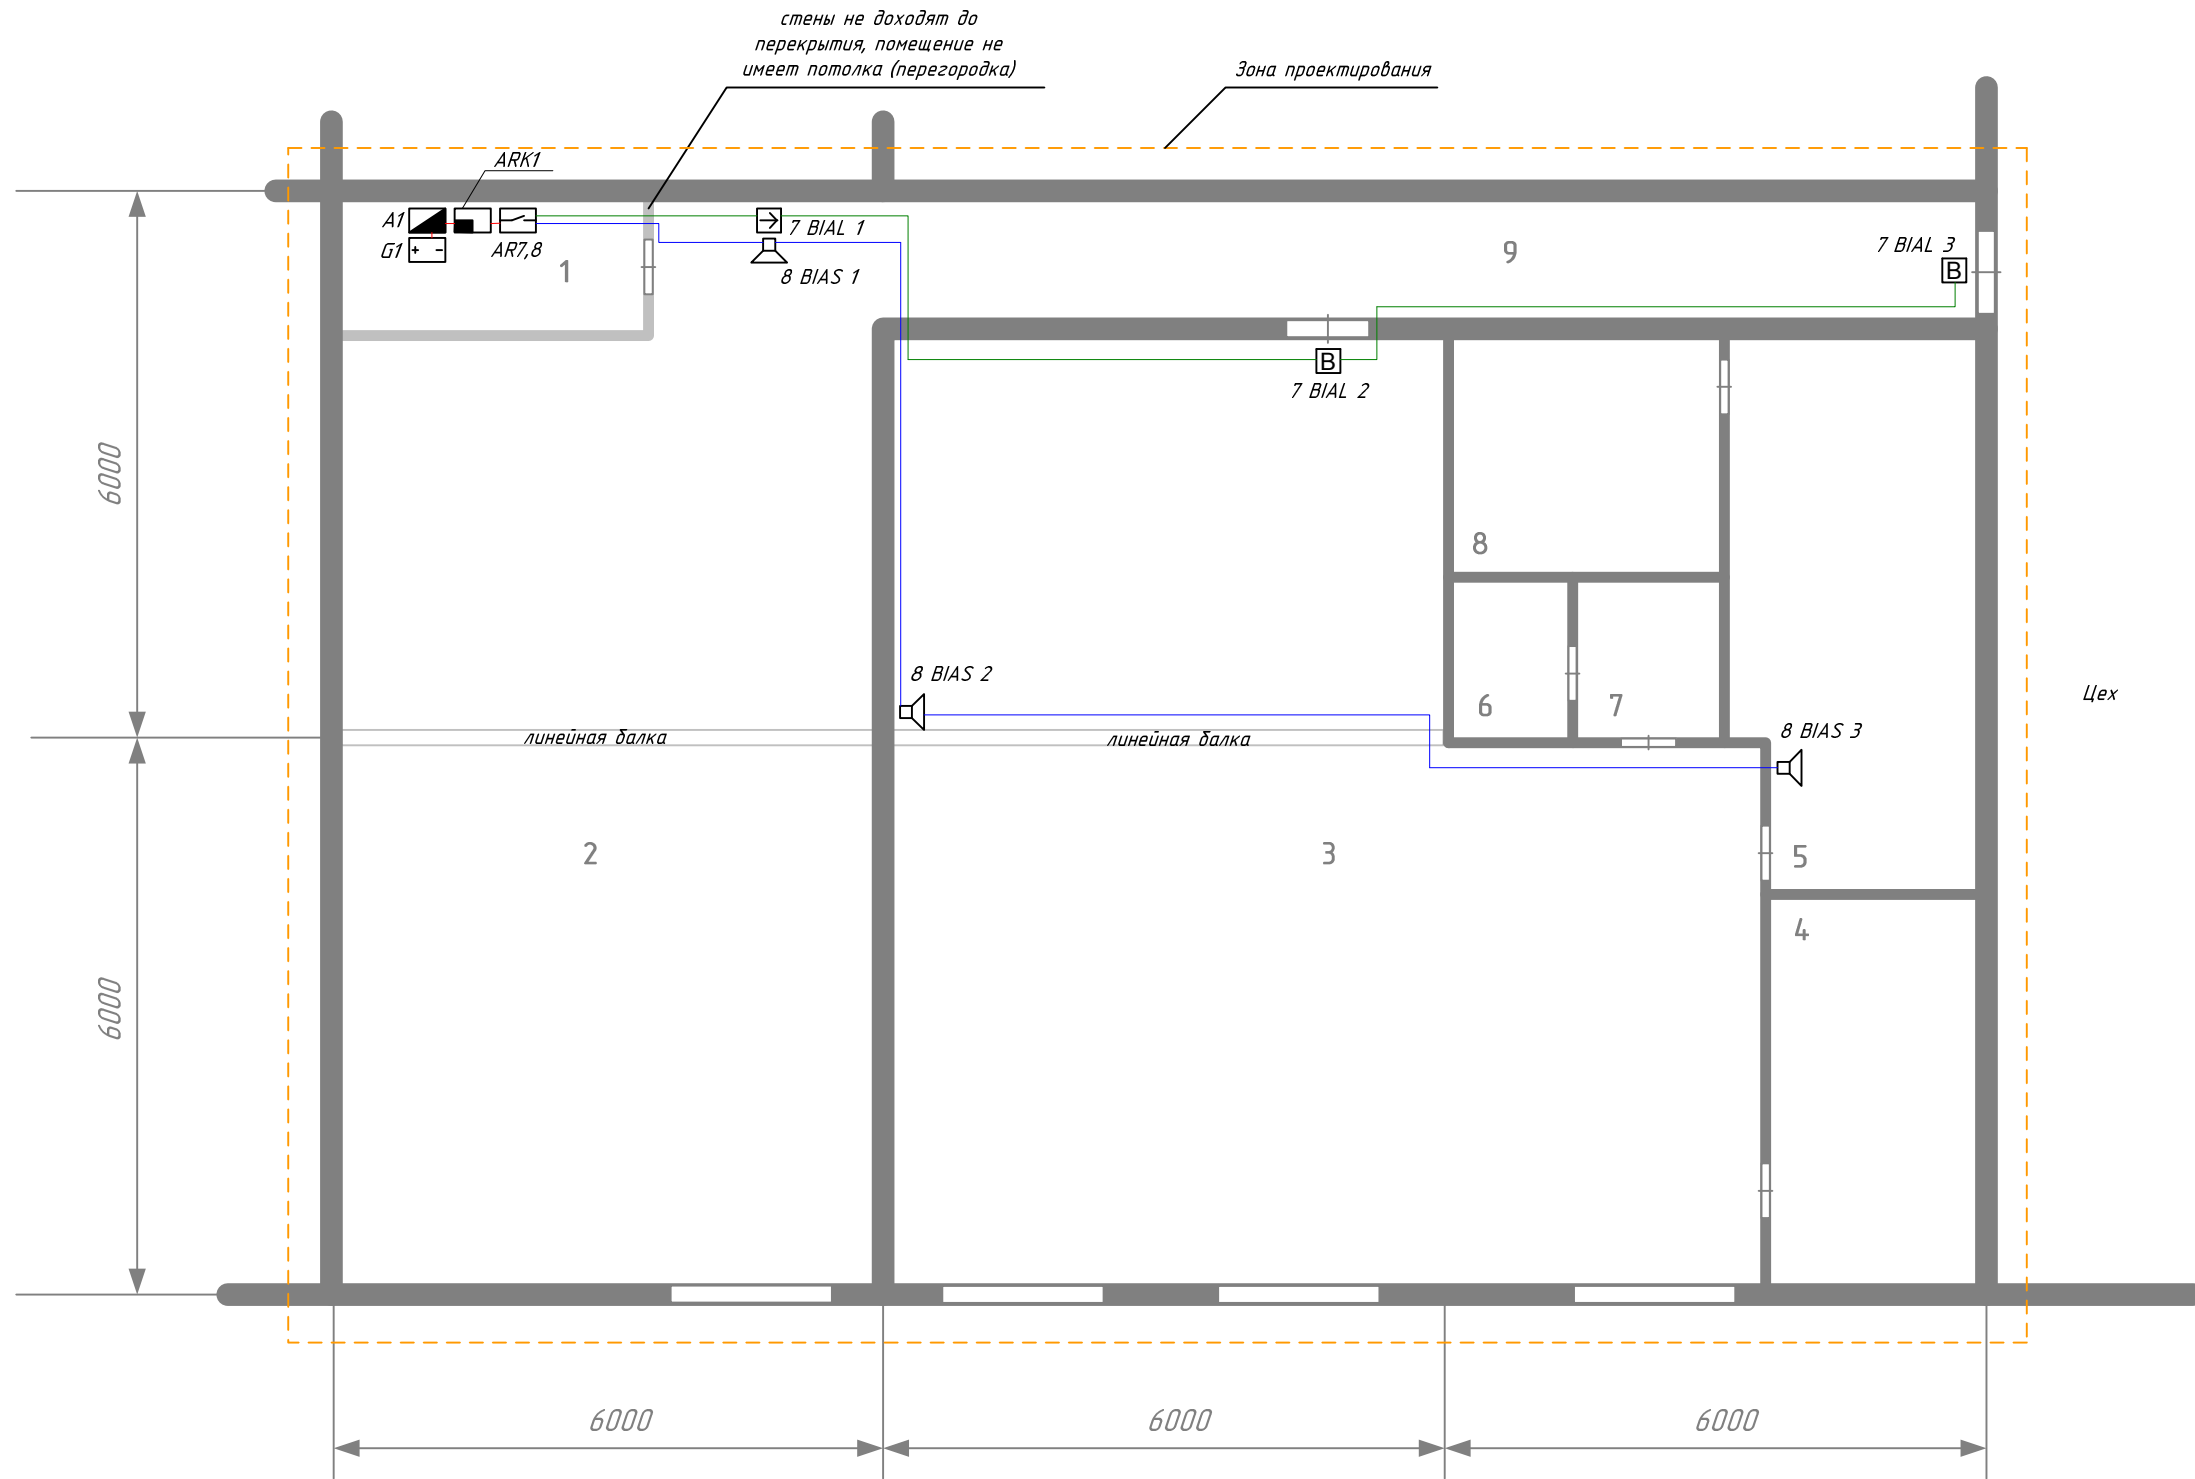 стены не доходят до
перекрытия, помещение не
имеет потолка (перегородка)
Зона проектирования
ARK1
A1
G1
AR7,8
1
7 BIAL 1
8 BIAS 1
9
7 BIAL 3
B
B
7 BIAL 2
6000
8
8 BIAS 2
6
7
Цех
8 BIAS 3
линейная балка
линейная балка
2
3
5
4
6000
6000
6000
6000